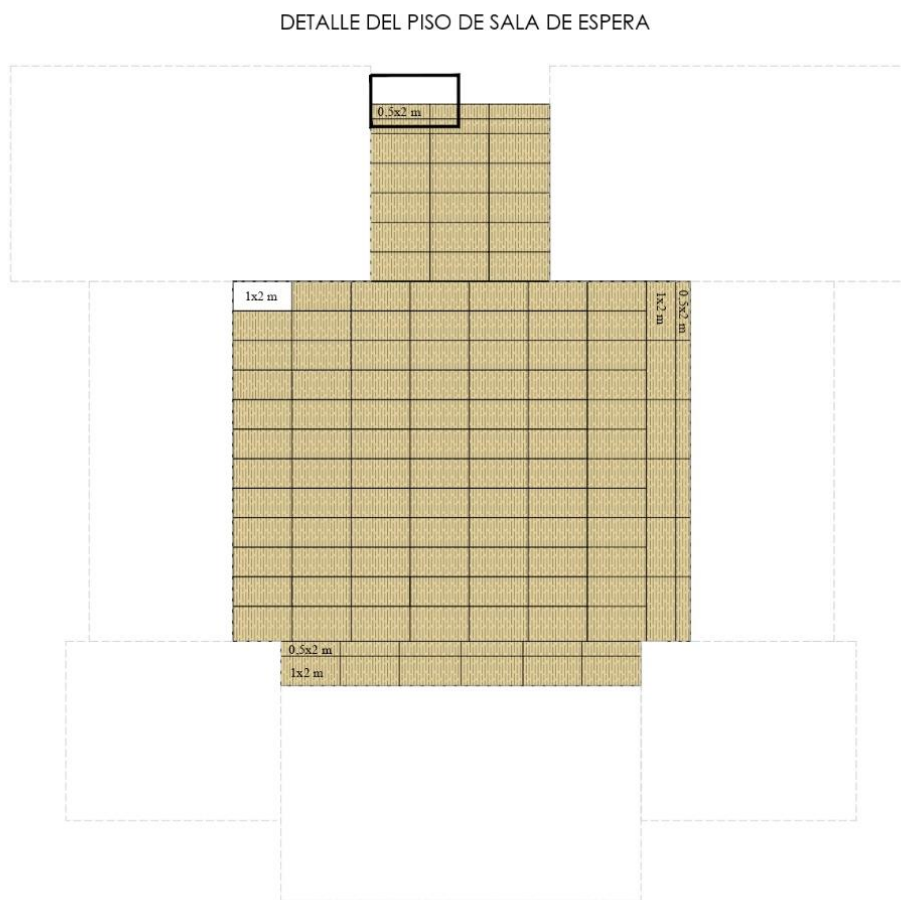 DETALLE DEL PISO DE SALA DE ESPERA
0,5x2 m
1x2 m
1x2 m
0,5x2 m
0,5x2 m
1x2 m